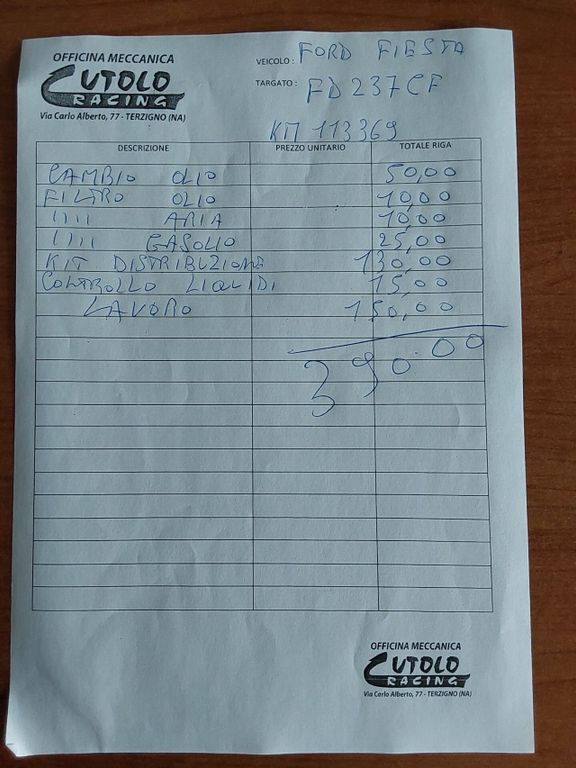 OFFICINA MECCANICA
CUTOLO
RACING
Via Carlo Alberto, 77 - TERZIGNO (NA)
VEICOLO : FORD FIESTA
TARGATO : FD237CF
KM 113369
DESCRIZIONE PREZZO UNITARIO TOTALE RIGA
CAMBIO OLIO 50,00
FILTRO OLIO 10,00
'''' ARIA 10,00
'''' GASOLIO 25,00
KIT DISTRIBUZIONE 130,00
CONTROLLO LIQUIDI 15,00
LAVORO 150,00
390.00
OFFICINA MECCANICA
CUTOLO
RACING
Via Carlo Alberto, 77 - TERZIGNO (NA)